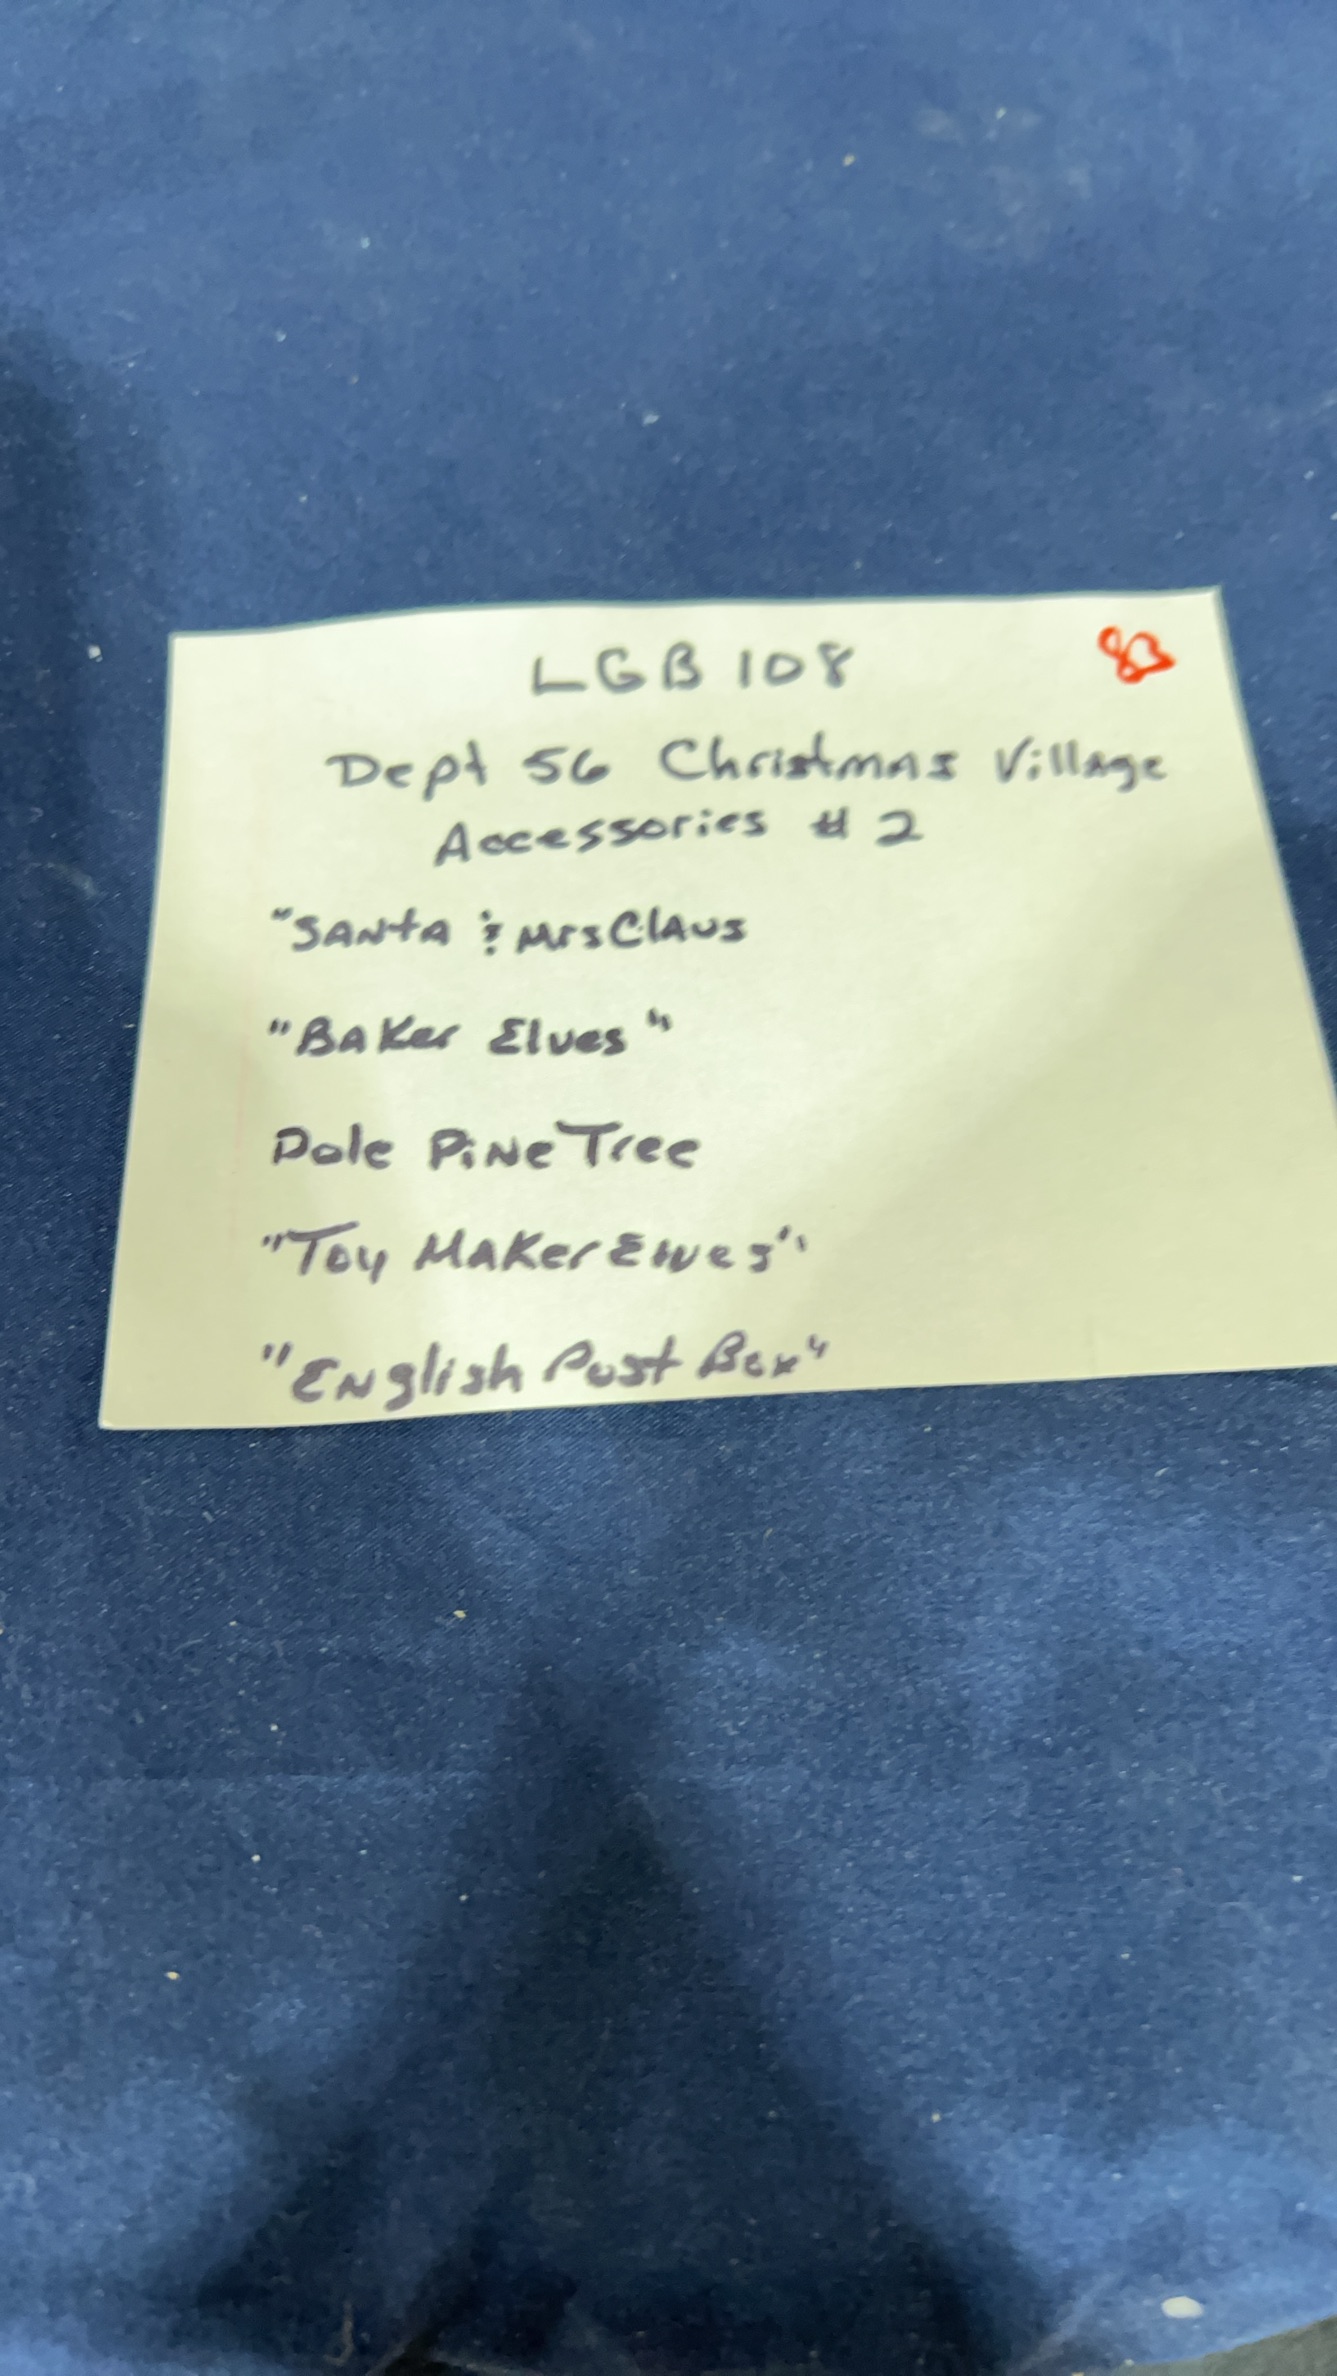 LGB 108
83
Dept 56 Christmas Village
Accessories # 2
"Santa & Mrs Claus
"Baker Elves"
Pole Pine Tree
"Toy Maker Elves"
"English Post Box"